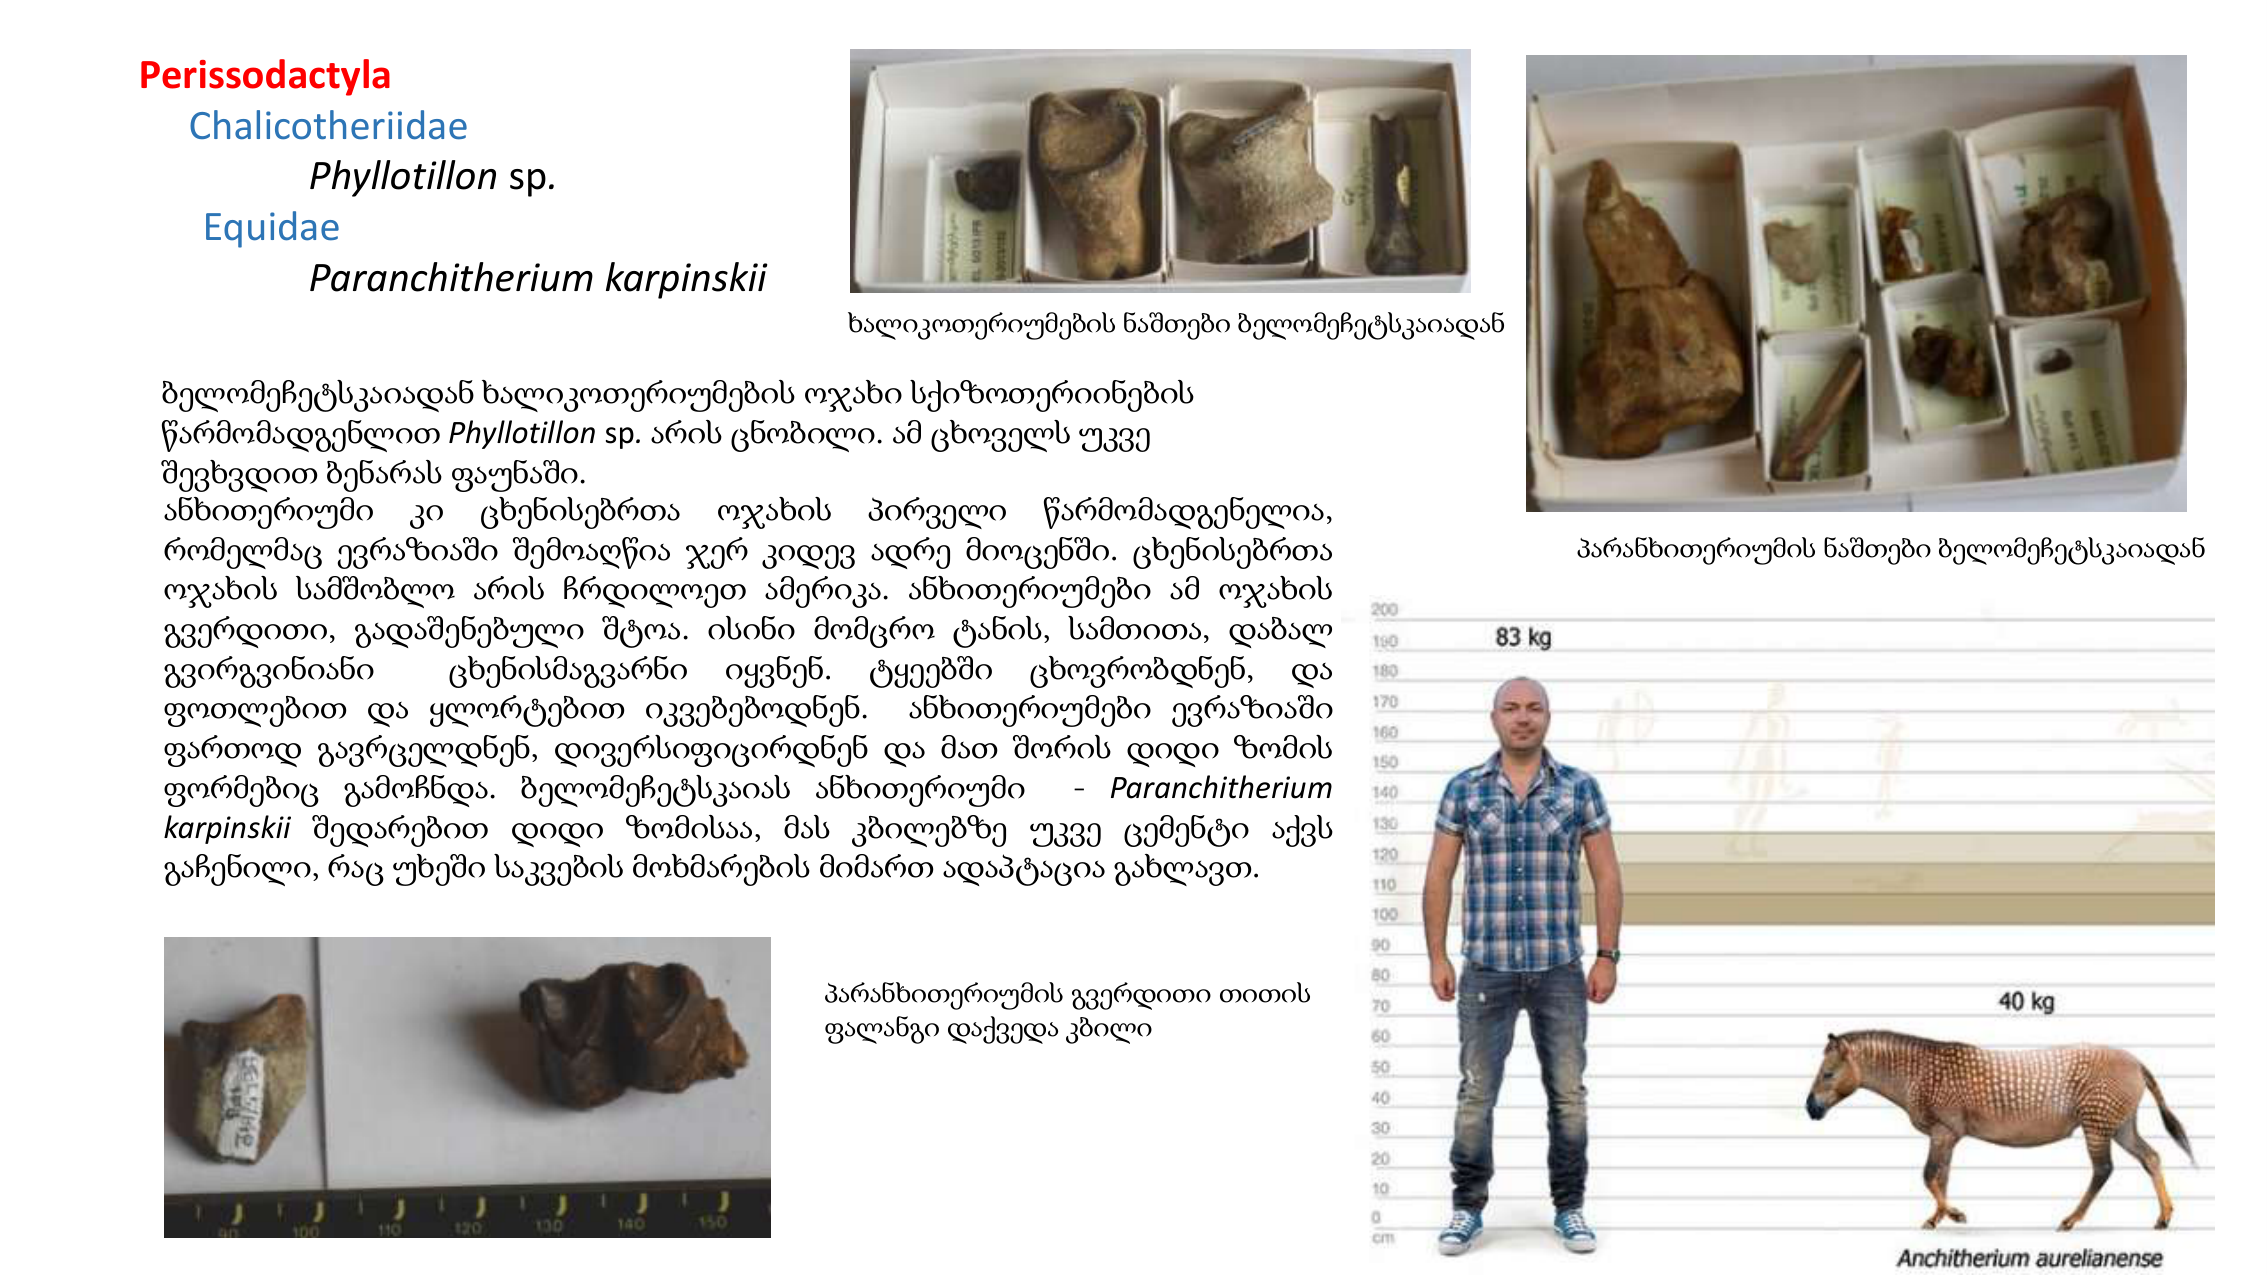 Perissodactyla
Chalicotheriidae
Phyllotillon sp.
Equidae
Paranchitherium karpinskii
ხალიკოთერიუმების ნაშთები ბელომეჩეტსკაიადან
პარანხითერიუმის ნაშთები ბელომეჩეტსკაიადან
ბელომეჩეტსკაიადან ხალიკოთერიუმების ოჯახი სქიზოთერიინების
წარმომადგენლით Phyllotillon sp. არის ცნობილი. ამ ცხოველს უკვე
შევხვდით ბენარას ფაუნაში.
ანხითერიუმი კი ცხენისებრთა ოჯახის პირველი წარმომადგენელია,
რომელმაც ევრაზიაში შემოაღწია ჯერ კიდევ ადრე მიოცენში. ცხენისებრთა
ოჯახის სამშობლო არის ჩრდილოეთ ამერიკა. ანხითერიუმები ამ ოჯახის
გვერდითი, გადაშენებული შტოა. ისინი მომცრო ტანის, სამთითა, დაბალ
გვირგვინიანი ცხენისმაგვარნი იყვნენ. ტყეებში ცხოვრობდნენ, და
ფოთლებით და ყლორტებით იკვებებოდნენ. ანხითერიუმები ევრაზიაში
ფართოდ გავრცელდნენ, დივერსიფიცირდნენ და მათ შორის დიდი ზომის
ფორმებიც გამოჩნდა. ბელომეჩეტსკაიას ანხითერიუმი - Paranchitherium
karpinskii შედარებით დიდი ზომისაა, მას კბილებზე უკვე ცემენტი აქვს
გაჩენილი, რაც უხეში საკვების მოხმარების მიმართ ადაპტაცია გახლავთ.
პარანხითერიუმის გვერდითი თითის
ფალანგი დაქვედა კბილი
90 100 110 120 130 140 150
200
190
83 kg
180
170
160
150
140
130
120
110
100
90
80
70
40 kg
60
50
40
30
20
10
0
cm
Anchitherium aurelianense